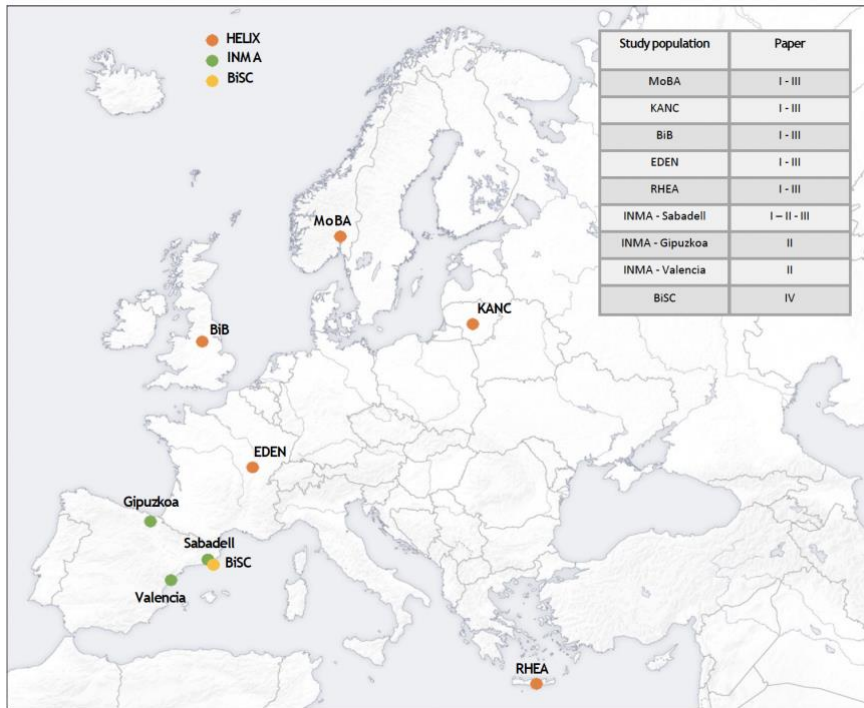 HELIX
INMA
BiSC
Study population Paper
MoBA I - III
KANC I - III
BiB I - III
EDEN I - III
RHEA I - III
INMA - Sabadell I – II - III
INMA - Gipuzkoa II
INMA - Valencia II
BiSC IV
MoBA
KANC
BiB
EDEN
Gipuzkoa
Sabadell
BiSC
Valencia
RHEA